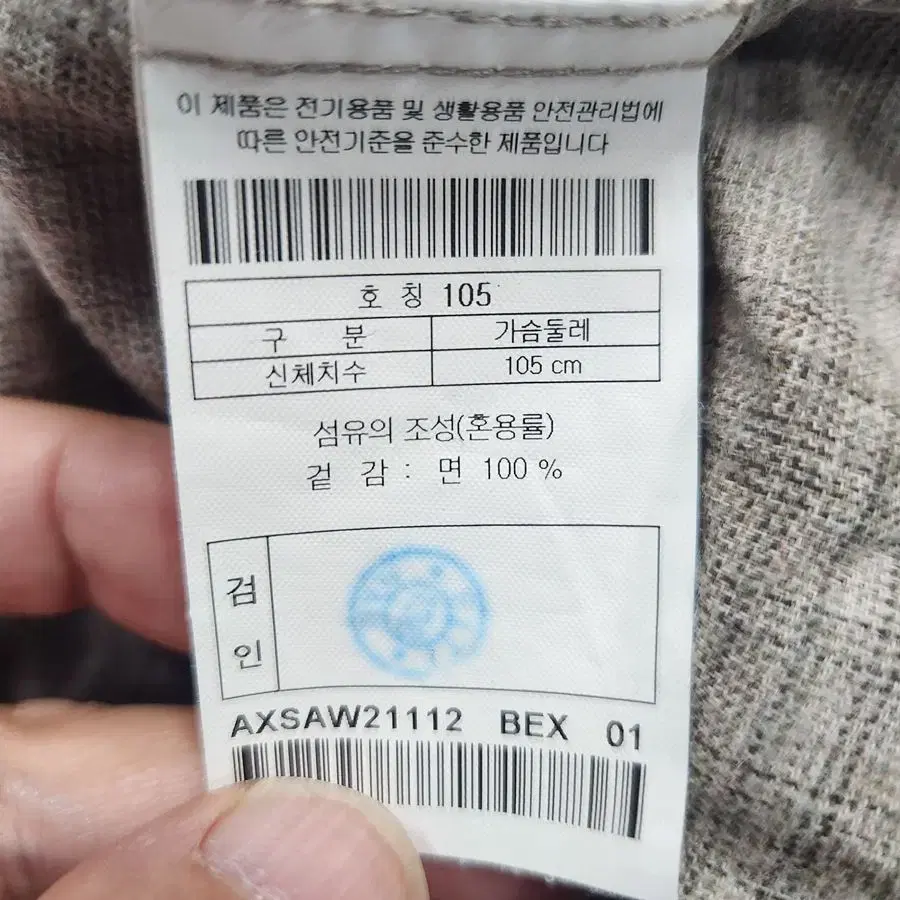 이 제품은 전기용품 및 생활용품 안전관리법에
따른 안전기준을 준수한 제품입니다
호 칭 105
구 분 가슴둘레
신체치수 105 cm
섬유의 조성(혼용률)
겉 감 : 면 100 %
검
인
AXSAW21112 BEX 01